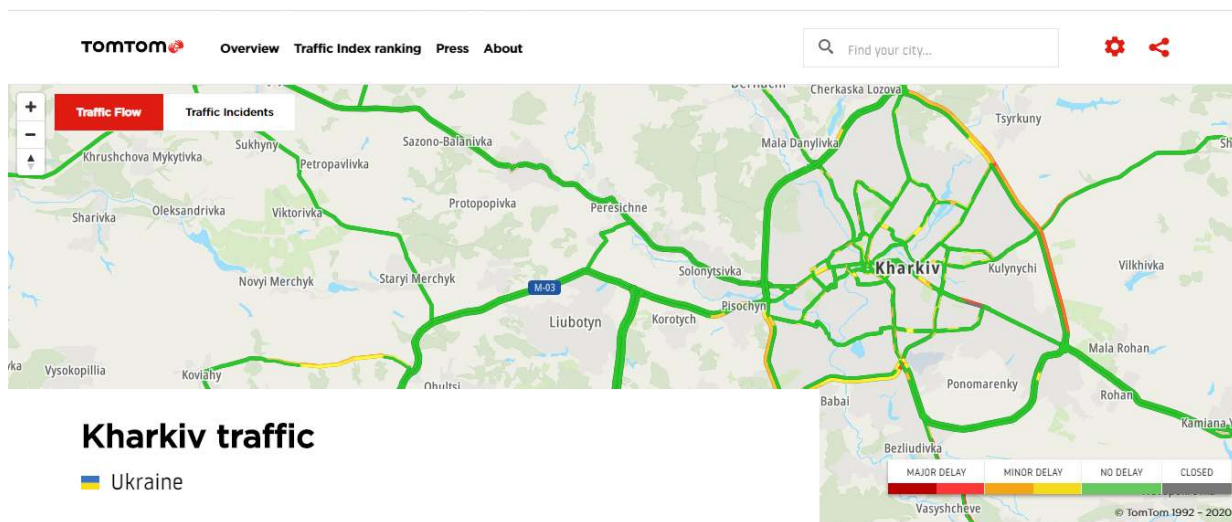 TOMTOM
Overview Traffic Index ranking Press About
Find your city...
+
Traffic Flow Traffic Incidents
−
Cherkaska Lozova
Tsyrkuny
Sukhyny
Sazono-Balanivka
Mala Danylivka
Khrushchova Mykytivka
Petropavlivka
Protopopivka
Peresichne
Sharivka
Oleksandrivka
Viktorivka
Solonytsivka
Kharkiv
Kulynychi
Vilkhivka
Novyi Merchyk
Staryi Merchyk
M-03
Pisochyn
Liubotyn
Korotych
Mala Rohan
Vysokopillia
Koviahy
Ponomarenky
Rohan
Babai
Kharkiv traffic
Bezliudivka
Ukraine
MAJOR DELAY MINOR DELAY NO DELAY CLOSED
Vasyshcheve
© TomTom 1992 – 2020